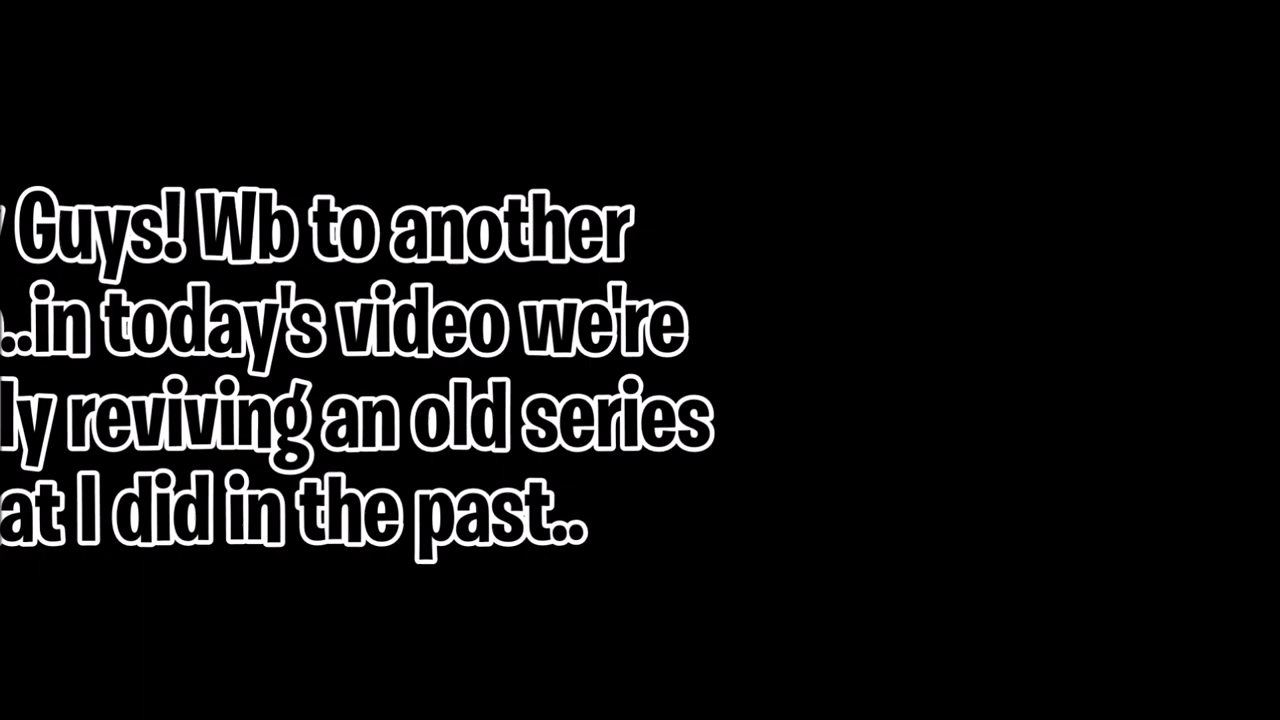 Guys! Wb to another
..in today's video we're
ly reviving an old series
at I did in the past..